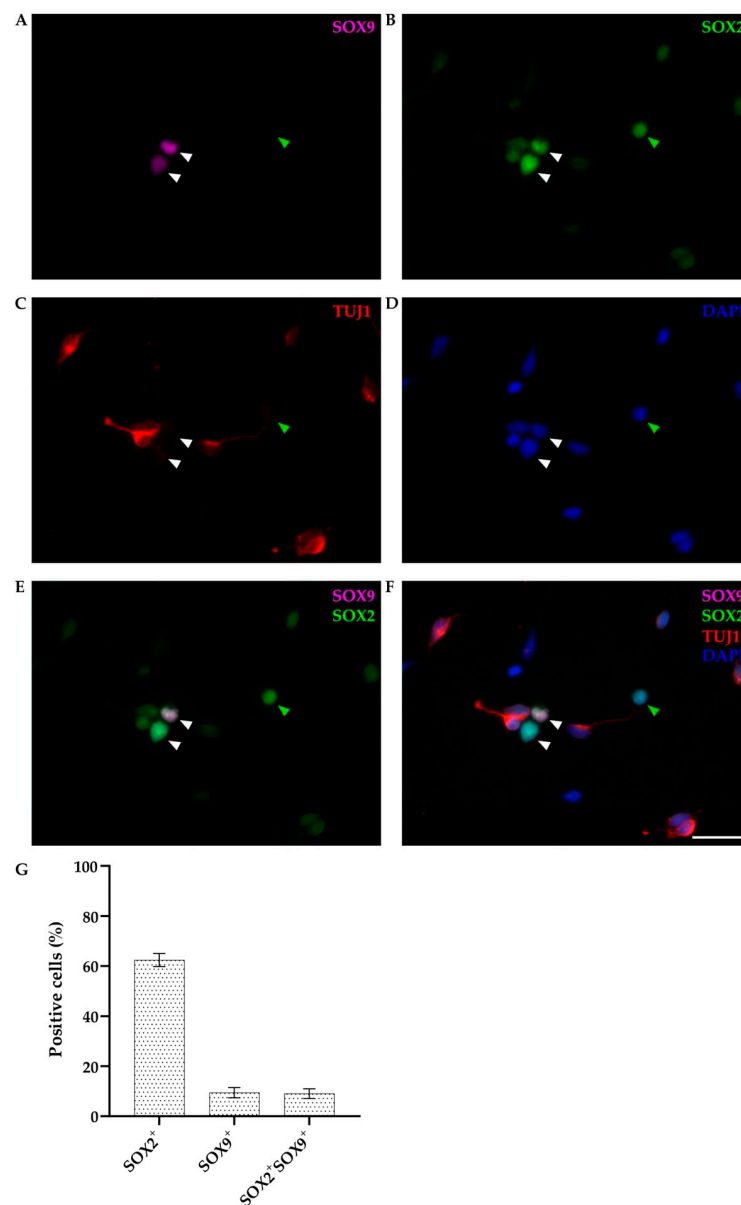 A
SOX9
B
SOX2
C
TUJ1
D
DAPI
E
SOX9
SOX2
F
SOX9
SOX2
TUJ1
DAPI
G
Positive cells (%)
100
80
60
40
20
0
SOX2⁺
SOX9⁺
SOX2⁺SOX9⁺